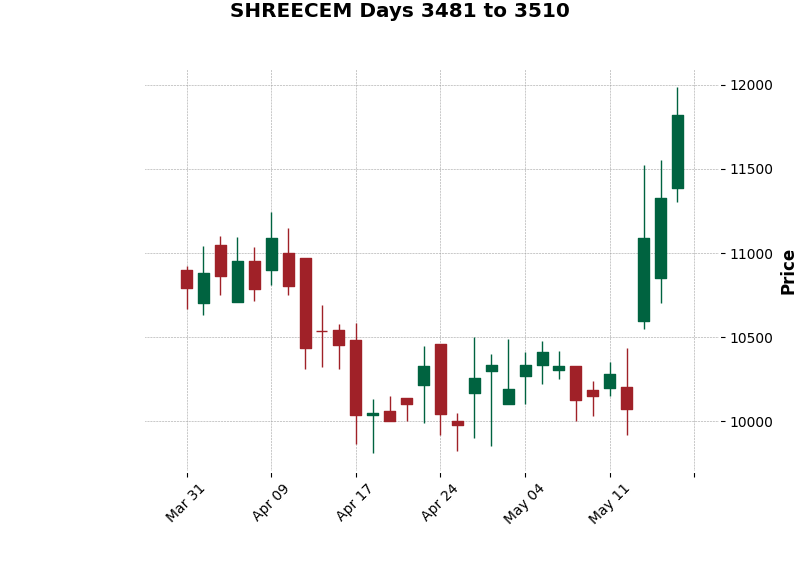 SHREECEM Days 3481 to 3510
12000
11500
11000
10500
10000
Price
Mar 31
Apr 09
Apr 17
Apr 24
May 04
May 11